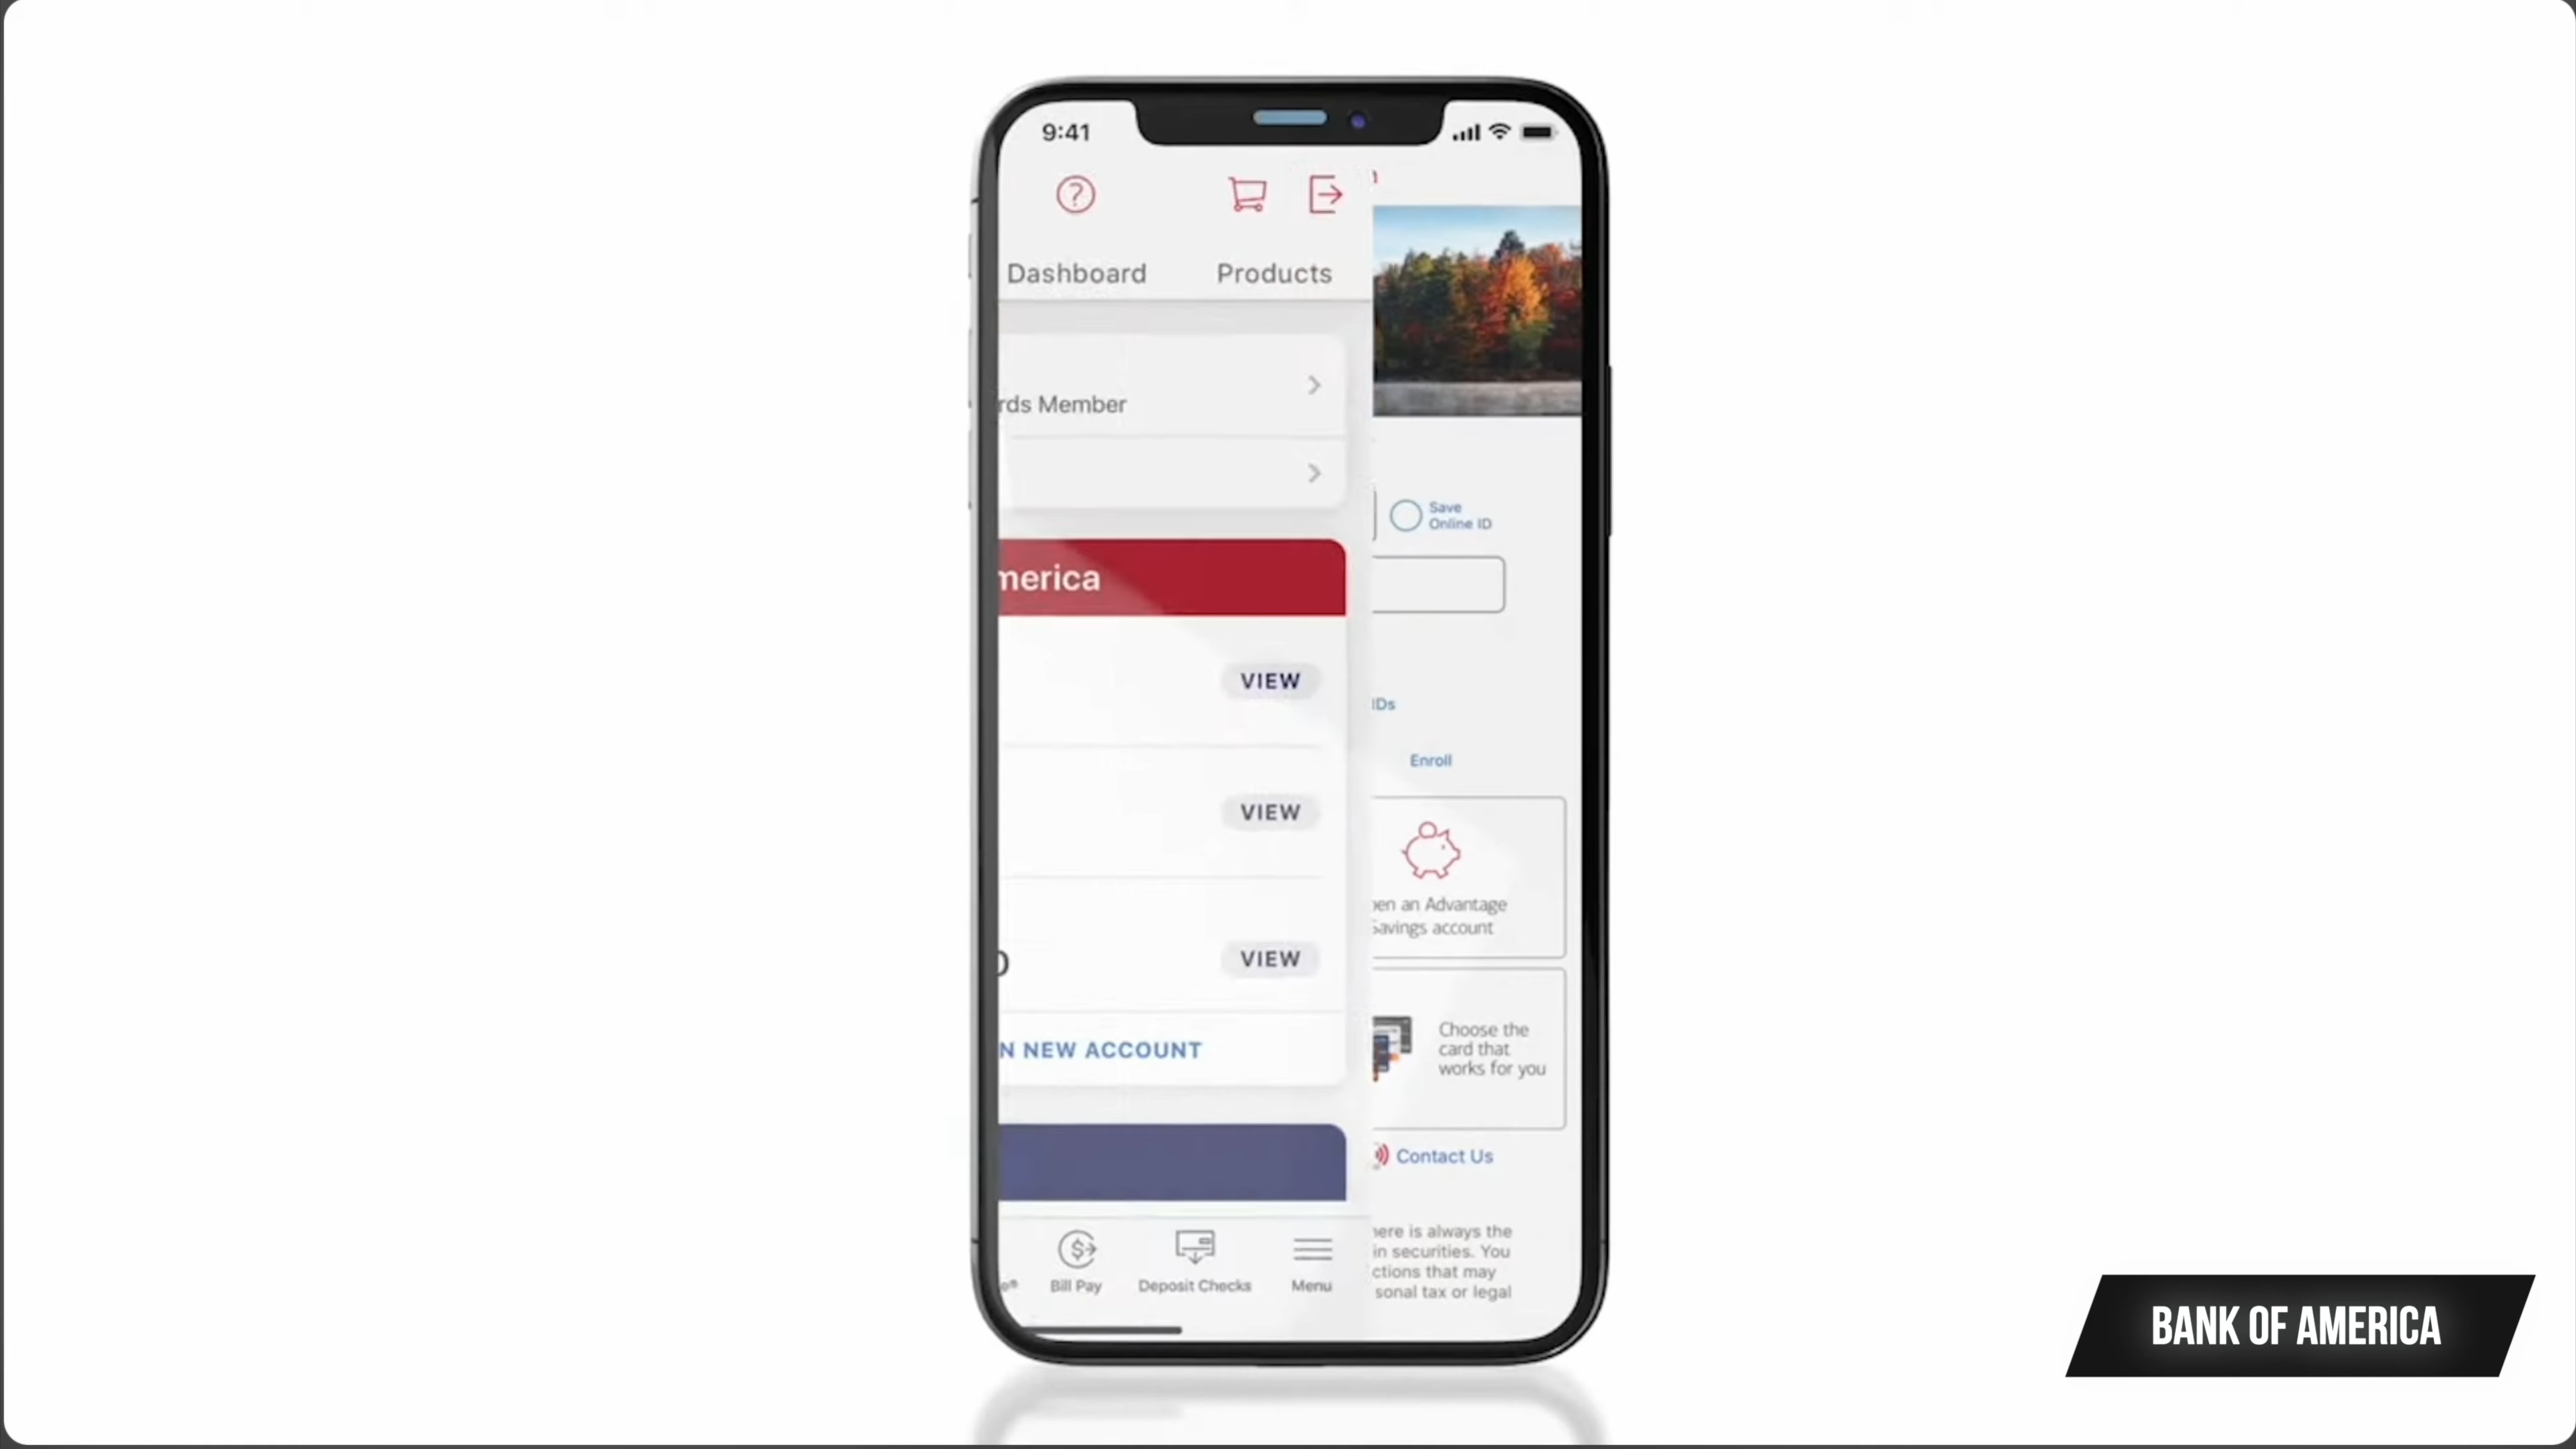 9:41
Dashboard Products
rds Member
Save
Online ID
merica
VIEW
IDs
Enroll
VIEW
pen an Advantage
Savings account
VIEW
Choose the
card that
works for you
N NEW ACCOUNT
Contact Us
here is always the
in securities. You
ctions that may
sonal tax or legal
Bill Pay Deposit Checks Menu
BANK OF AMERICA